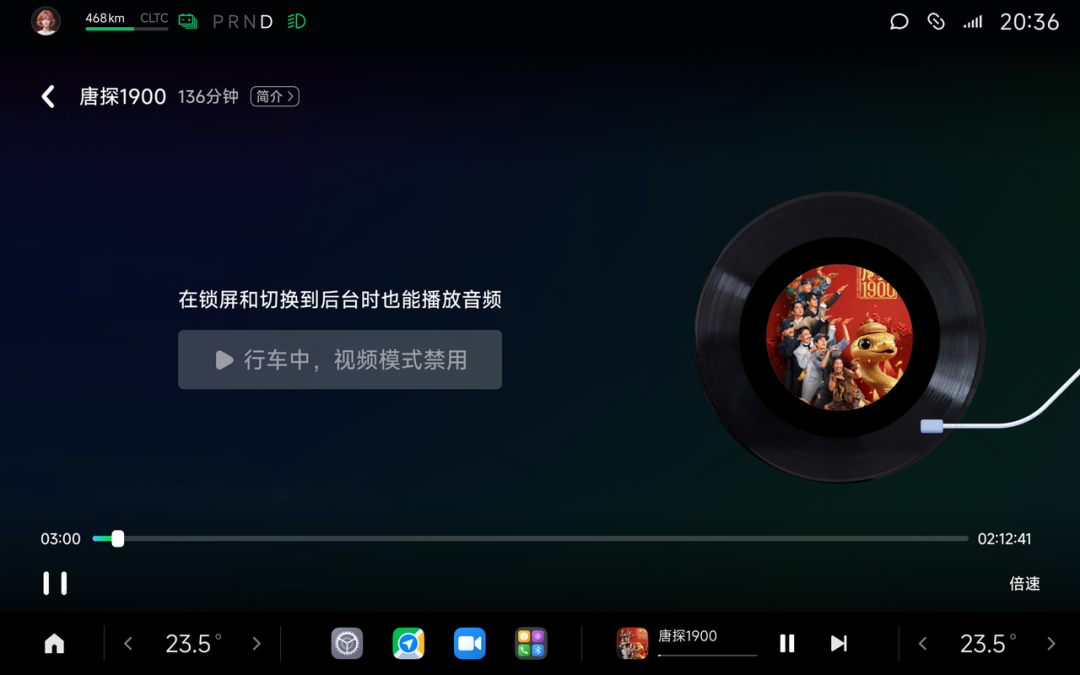 468km CLTC P R N D 20:36
唐探1900 136分钟 简介
1900
在锁屏和切换到后台时也能播放音频
行车中，视频模式禁用
03:00 02:12:41
倍速
23.5° 唐探1900 23.5°